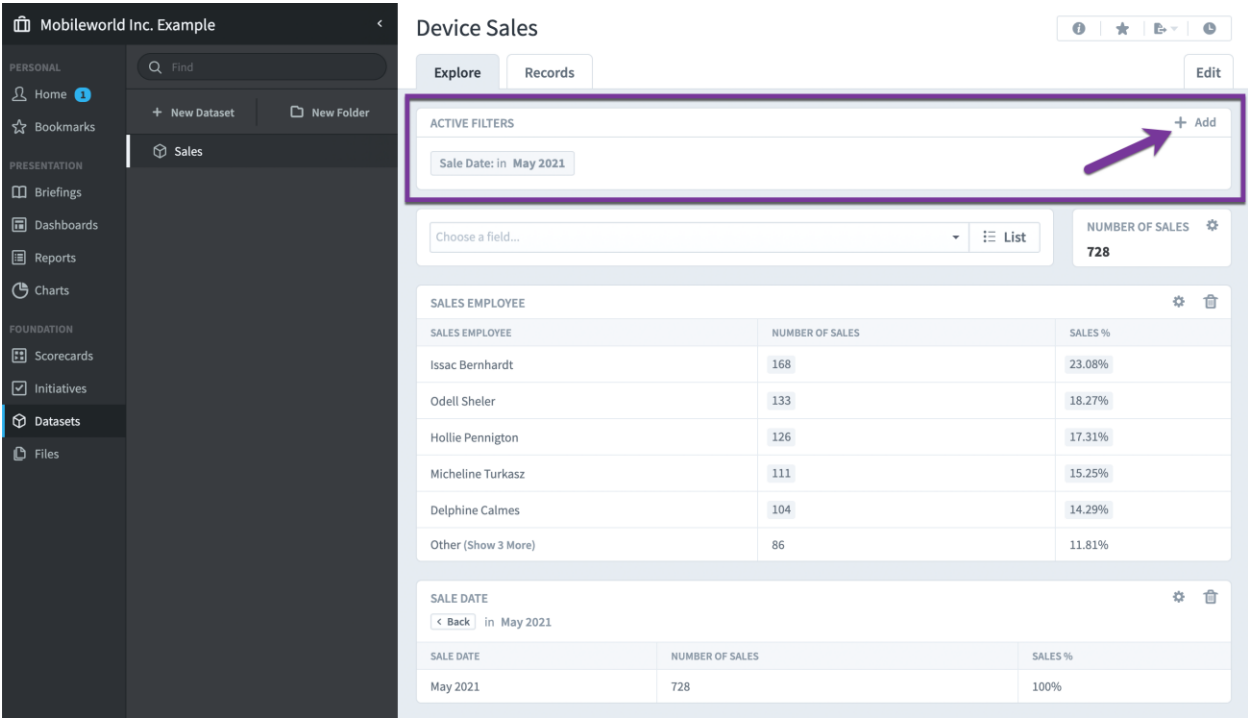 Mobileworld Inc. Example
PERSONAL
Home 1
Bookmarks
PRESENTATION
Briefings
Dashboards
Reports
Charts
FOUNDATION
Scorecards
Initiatives
Datasets
Files
Find
+ New Dataset New Folder
Sales
Device Sales
Explore Records Edit
ACTIVE FILTERS + Add
Sale Date: in May 2021
Choose a field... List
NUMBER OF SALES
728
SALES EMPLOYEE
SALES EMPLOYEE NUMBER OF SALES SALES %
Issac Bernhardt 168 23.08%
Odell Sheler 133 18.27%
Hollie Pennigton 126 17.31%
Micheline Turkasz 111 15.25%
Delphine Calmes 104 14.29%
Other (Show 3 More) 86 11.81%
SALE DATE
< Back in May 2021
SALE DATE NUMBER OF SALES SALES %
May 2021 728 100%